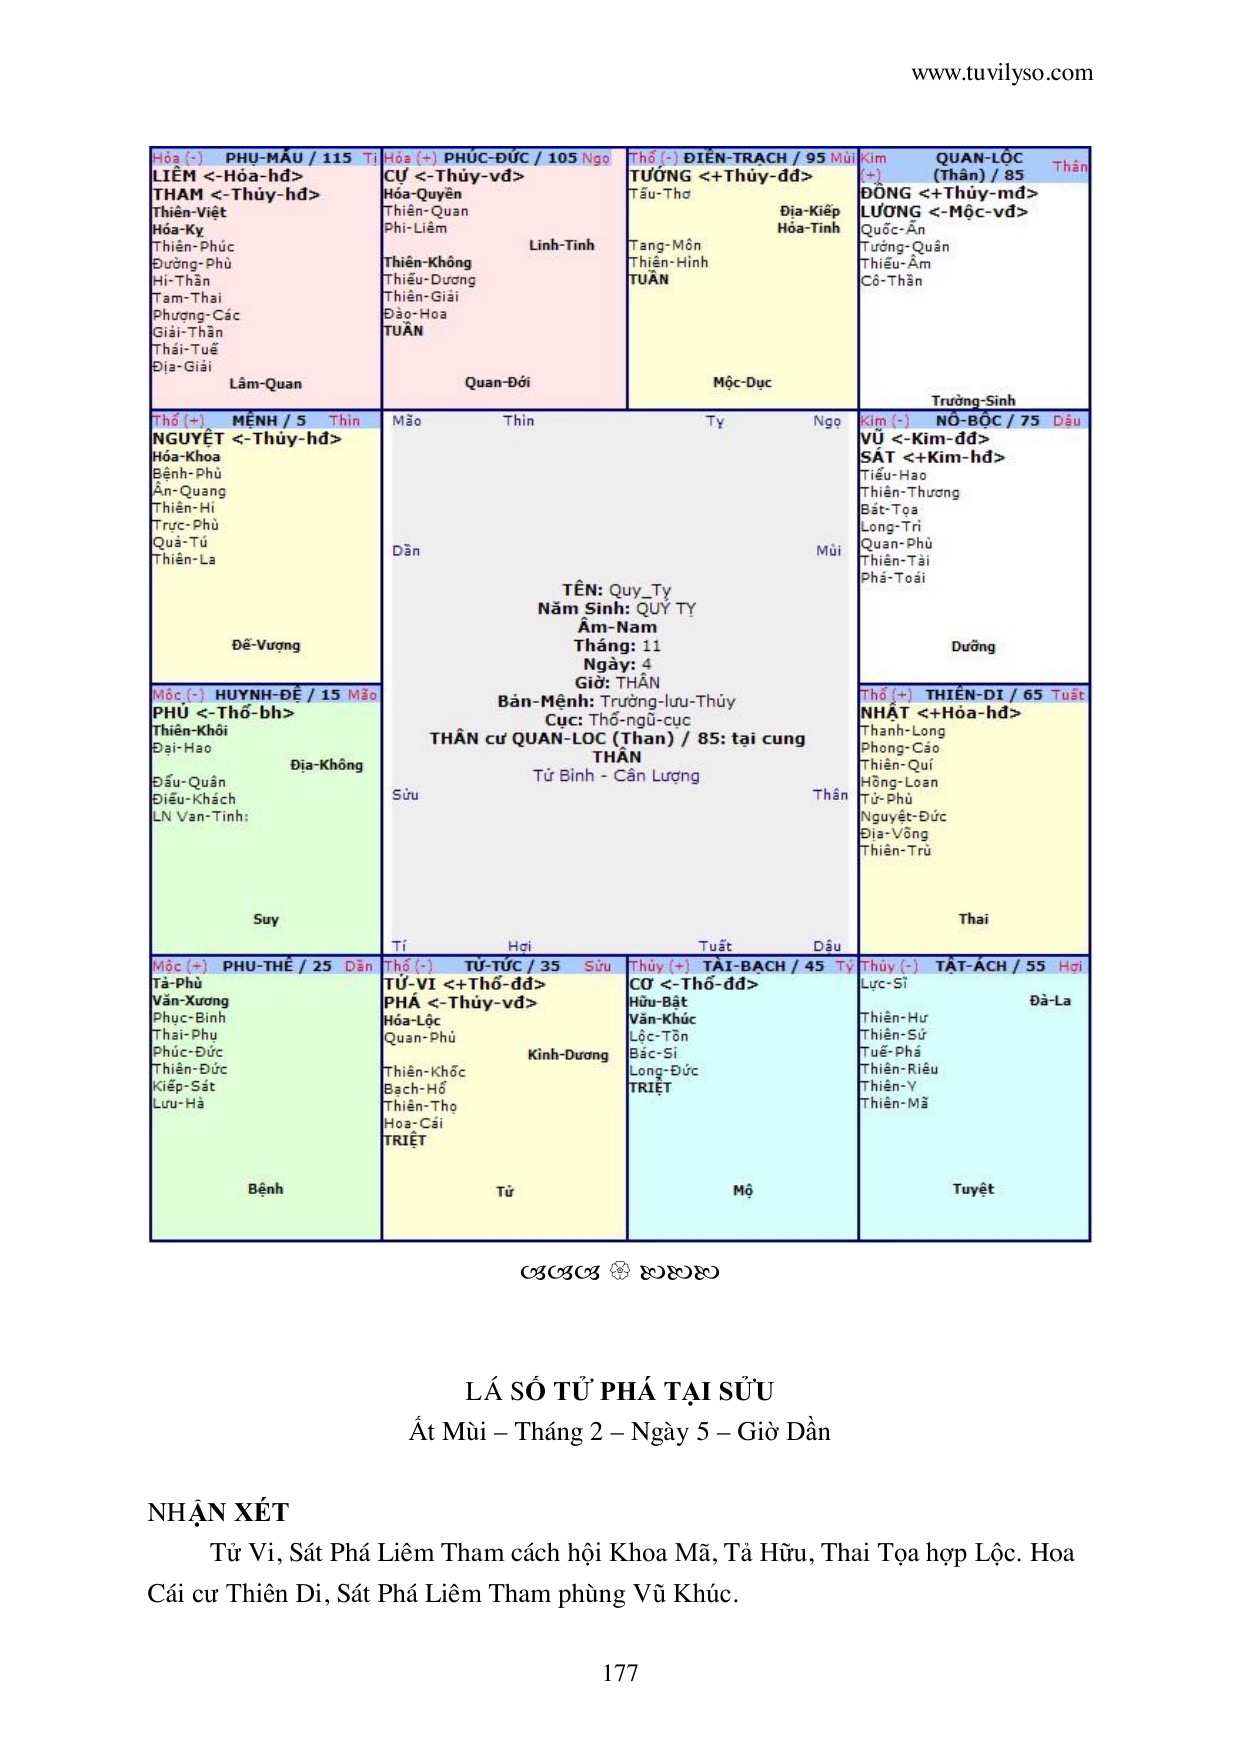 www.tuvilyso.com
Hỏa (-) PHỤ-MẪU / 115 Tị
LIÊM <-Hỏa-hđ>
THAM <-Thủy-hđ>
Thiên-Việt
Hóa-Kỵ
Thiên-Phúc
Đường-Phù
Hỉ-Thần
Tam-Thai
Phượng-Các
Giải-Thần
Thái-Tuế
Địa-Giải
Lâm-Quan
Hỏa (+) PHÚC-ĐỨC / 105 Ngọ
CỰ <-Thủy-vđ>
Hóa-Quyền
Thiên-Quan
Phi-Liêm
Linh-Tinh
Thiên-Không
Thiếu-Dương
Thiên-Giải
Đào-Hoa
TUẦN
Quan-Đới
Thổ (-) ĐIỀN-TRẠCH / 95 Mùi
TƯỚNG <+Thủy-đđ>
Tấu-Thơ
Địa-Kiếp
Hỏa-Tinh
Tang-Môn
Thiên-Hình
TUẦN
Mộc-Dục
Kim (+) QUAN-LỘC (Thân) / 85 Thân
ĐỒNG <+Thủy-mđ>
LƯƠNG <-Mộc-vđ>
Quốc-Ấn
Tướng-Quân
Thiếu-Âm
Cô-Thần
Trường-Sinh
Thổ (+) MỆNH / 5 Thìn
NGUYỆT <-Thủy-hđ>
Hóa-Khoa
Bệnh-Phù
Ân-Quang
Thiên-Hỉ
Trực-Phù
Quả-Tú
Thiên-La
Đế-Vượng
Mão Thìn Tỵ Ngọ
Dần Mùi
TÊN: Quy_Ty
Năm Sinh: QUÝ TỴ
Âm-Nam
Tháng: 11
Ngày: 4
Giờ: THÂN
Bản-Mệnh: Trường-lưu-Thủy
Cục: Thổ-ngũ-cục
THÂN cư QUAN-LOC (Than) / 85: tại cung
THÂN
Tử Bình - Cân Lượng
Sửu Thân
Tí Hợi Tuất Dậu
Kim (-) NÔ-BỘC / 75 Dậu
VŨ <-Kim-đđ>
SÁT <+Kim-hđ>
Tiểu-Hao
Thiên-Thương
Bát-Tọa
Long-Trì
Quan-Phù
Thiên-Tài
Phá-Toái
Dưỡng
Mộc (-) HUYNH-ĐỆ / 15 Mão
PHỦ <-Thổ-bh>
Thiên-Khôi
Đại-Hao
Địa-Không
Đẩu-Quân
Điếu-Khách
LN Van-Tinh:
Suy
Thổ (+) THIÊN-DI / 65 Tuất
NHẬT <+Hỏa-hđ>
Thanh-Long
Phong-Cáo
Thiên-Quí
Hồng-Loan
Tử-Phù
Nguyệt-Đức
Địa-Võng
Thiên-Trù
Thai
Mộc (+) PHU-THÊ / 25 Dần
Tả-Phù
Văn-Xương
Phục-Binh
Thai-Phụ
Phúc-Đức
Thiên-Đức
Kiếp-Sát
Lưu-Hà
Bệnh
Thổ (-) TỬ-TỨC / 35 Sửu
TỬ-VI <+Thổ-đđ>
PHÁ <-Thủy-vđ>
Hóa-Lộc
Quan-Phủ
Kình-Dương
Thiên-Khốc
Bạch-Hổ
Thiên-Thọ
Hoa-Cái
TRIỆT
Tử
Thủy (+) TÀI-BẠCH / 45 Tý
CƠ <-Thổ-đđ>
Hữu-Bật
Văn-Khúc
Lộc-Tồn
Bác-Sỉ
Long-Đức
TRIỆT
Mộ
Thủy (-) TẬT-ÁCH / 55 Hợi
Lực-Sĩ
Đà-La
Thiên-Hư
Thiên-Sứ
Tuế-Phá
Thiên-Riêu
Thiên-Y
Thiên-Mã
Tuyệt
LÁ SỐ TỬ PHÁ TẠI SỬU
Ất Mùi – Tháng 2 – Ngày 5 – Giờ Dần
NHẬN XÉT
Tử Vi, Sát Phá Liêm Tham cách hội Khoa Mã, Tả Hữu, Thai Tọa hợp Lộc. Hoa
Cái cư Thiên Di, Sát Phá Liêm Tham phùng Vũ Khúc.
177